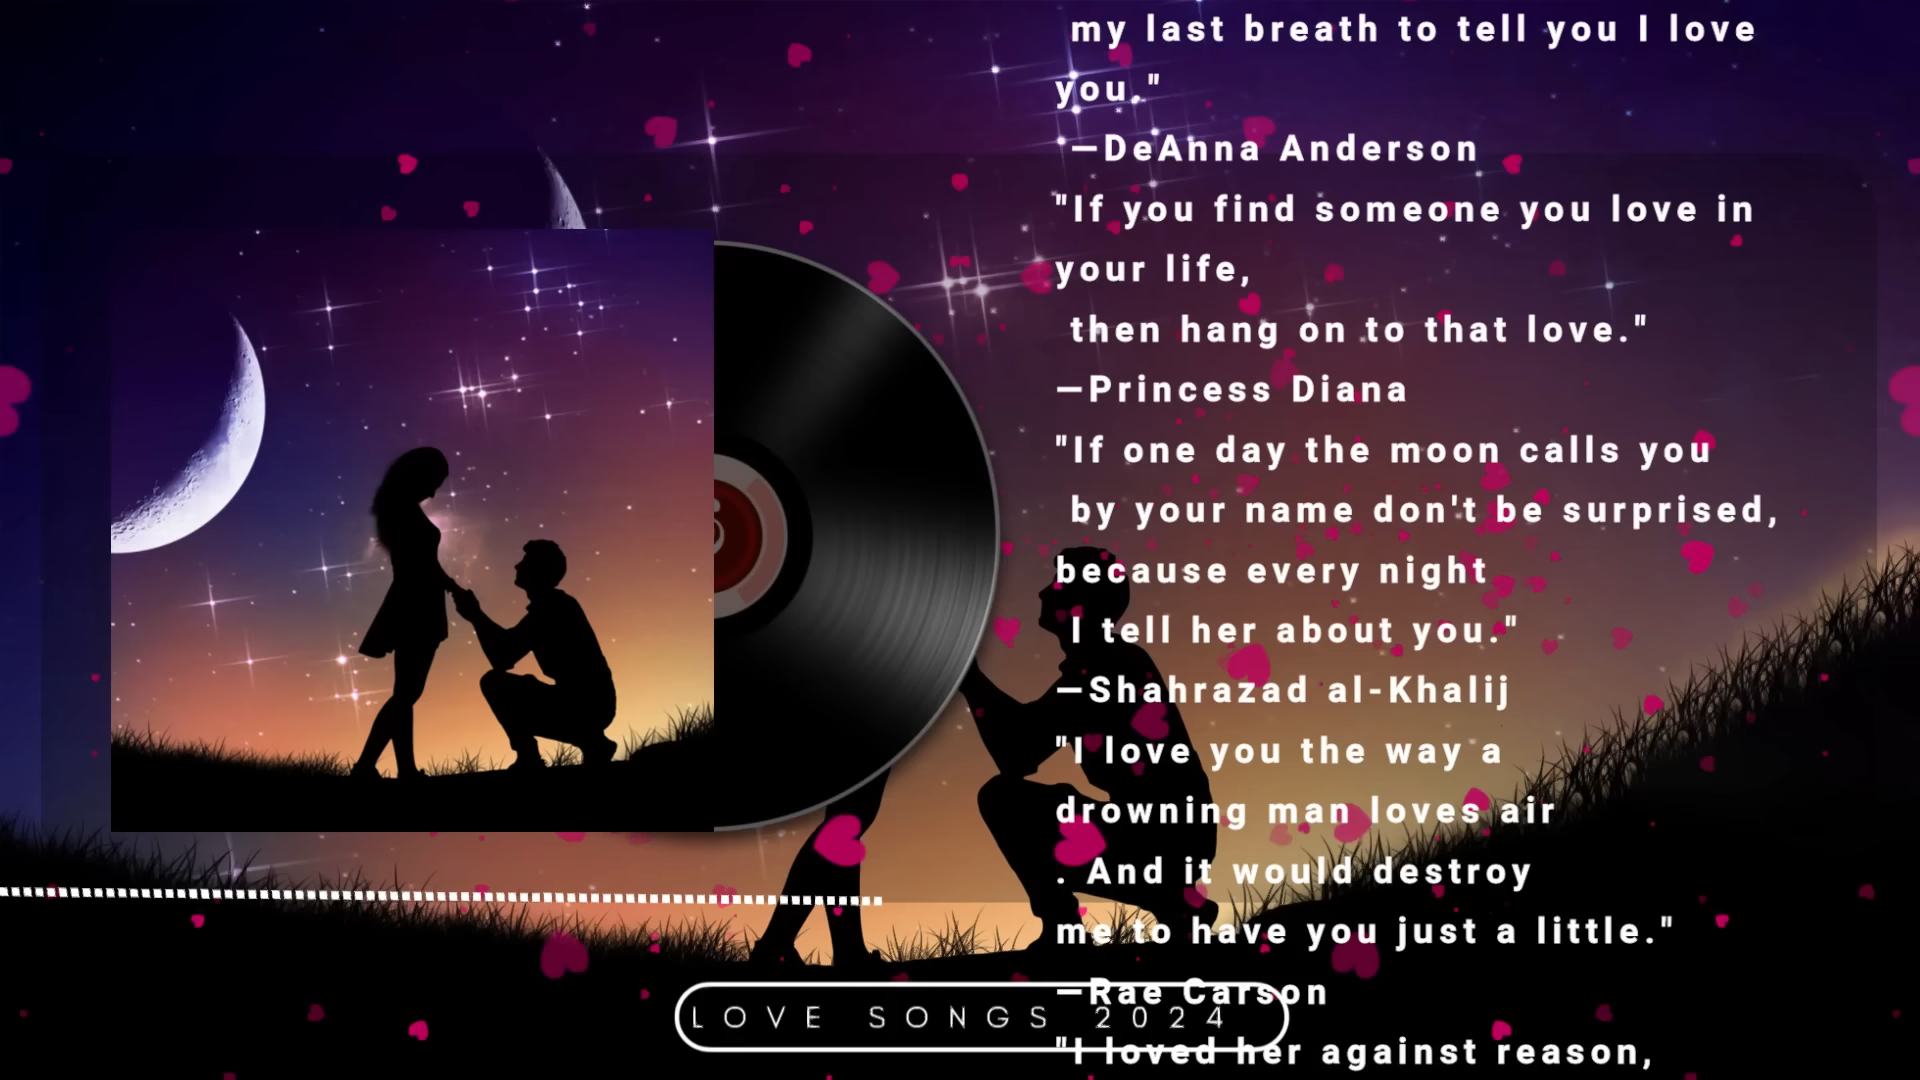 my last breath to tell you I love
you."
—DeAnna Anderson
"If you find someone you love in
your life,
then hang on to that love."
—Princess Diana
"If one day the moon calls you
by your name don't be surprised,
because every night
I tell her about you."
—Shahrazad al-Khalij
"I love you the way a
drowning man loves air
. And it would destroy
me to have you just a little."
—Rae Carson
LOVE SONGS 2024
"I loved her against reason,